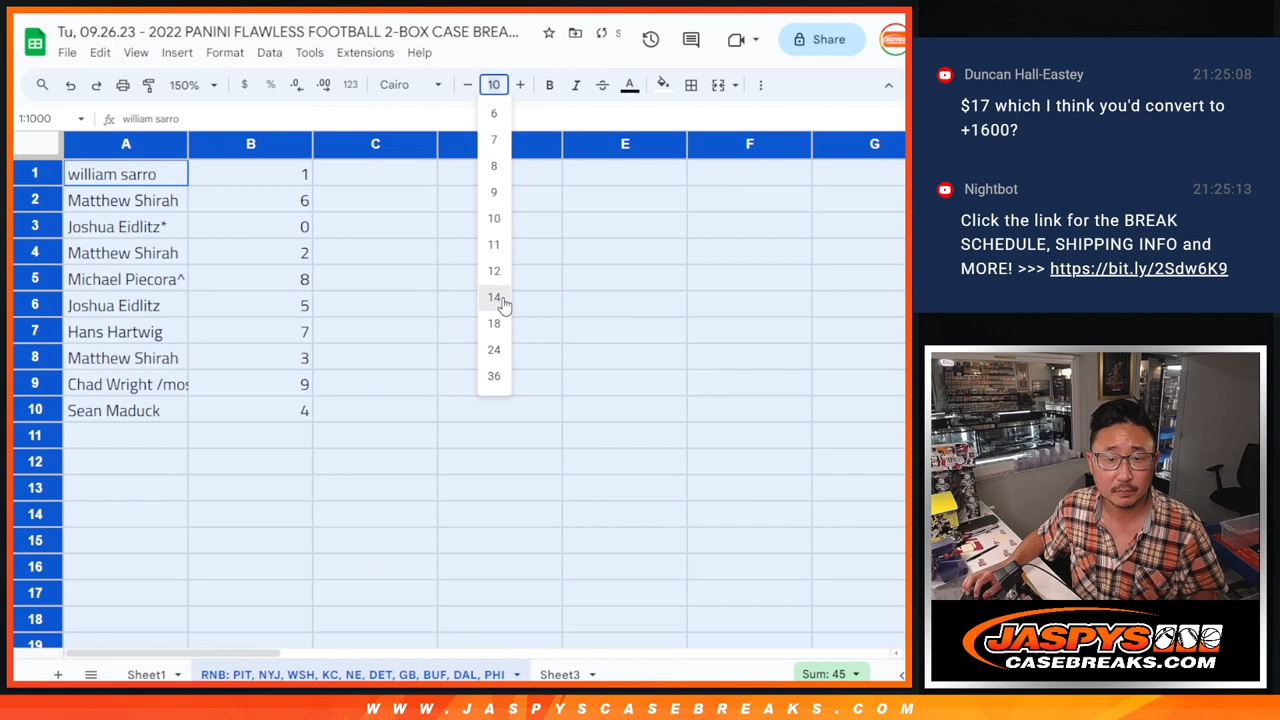 Tu, 09.26.23 - 2022 PANINI FLAWLESS FOOTBALL 2-BOX CASE BREA...
S
Share
File Edit View Insert Format Data Tools Extensions Help
150% $ % .0 .00 123 Cairo − 10 + B I S A
1:1000 fx william sarro
A B C E F G
1 william sarro 1
2 Matthew Shirah 6
3 Joshua Eidlitz* 0
4 Matthew Shirah 2
5 Michael Piecora^ 8
6 Joshua Eidlitz 5
7 Hans Hartwig 7
8 Matthew Shirah 3
9 Chad Wright /mos 9
10 Sean Maduck 4
11
12
13
14
15
16
17
18
19
6
7
8
9
10
11
12
14
18
24
36
+ Sheet1 RNB: PIT, NYJ, WSH, KC, NE, DET, GB, BUF, DAL, PHI Sheet3 Sum: 45
Duncan Hall-Eastey 21:25:08
$17 which I think you'd convert to
+1600?
Nightbot 21:25:13
Click the link for the BREAK
SCHEDULE, SHIPPING INFO and
MORE! >>> https://bit.ly/2Sdw6K9
JASPYS
CASEBREAKS.COM
JASPYS
WWW.JASPYSCASEBREAKS.COM